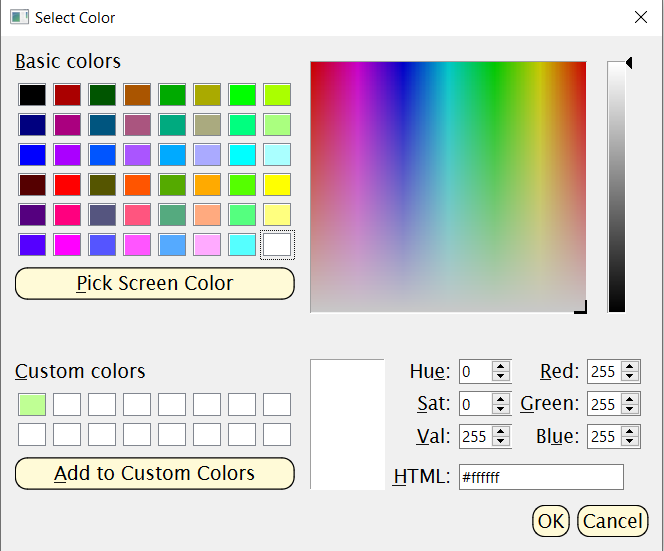 Select Color
Basic colors
Pick Screen Color
Custom colors
Add to Custom Colors
Hue: 0 Red: 255
Sat: 0 Green: 255
Val: 255 Blue: 255
HTML: #ffffff
OK Cancel